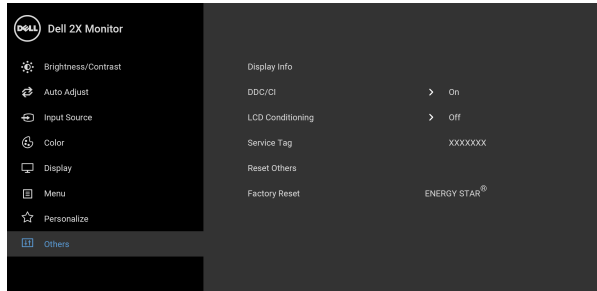 DELL Dell 2X Monitor
Brightness/Contrast
Auto Adjust
Input Source
Color
Display
Menu
Personalize
Others
Display Info
DDC/CI > On
LCD Conditioning > Off
Service Tag XXXXXXX
Reset Others
Factory Reset ENERGY STAR®